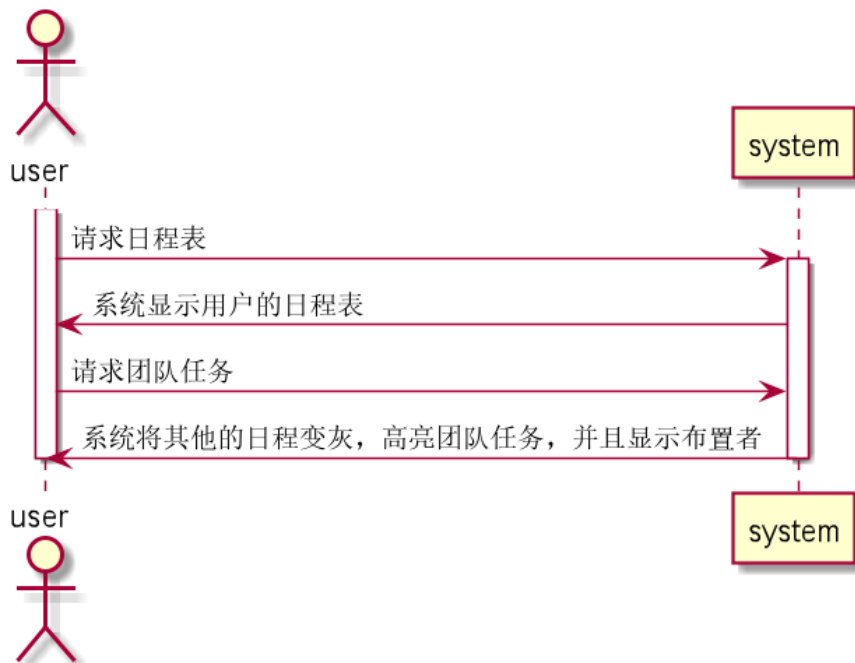 user
system
请求日程表
系统显示用户的日程表
请求团队任务
系统将其他的日程变灰，高亮团队任务，并且显示布置者
user
system